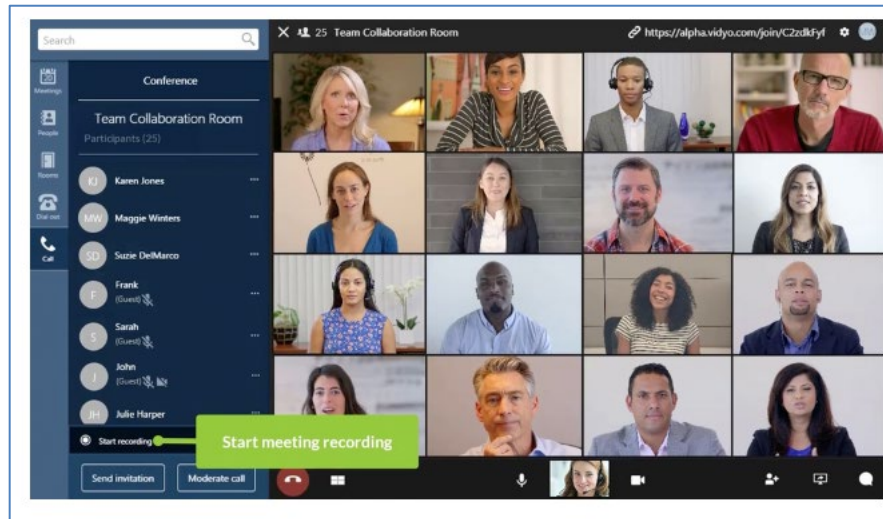 Search
25 Team Collaboration Room
https://alpha.vidyo.com/join/C2zdkFyf
Meetings
People
Rooms
Dial out
Call
Conference
Team Collaboration Room
Participants (25)
KJ Karen Jones
MW Maggie Winters
SD Suzie DelMarco
F Frank
(Guest)
S Sarah
(Guest)
J John
(Guest)
JH Julie Harper
Start recording
Start meeting recording
Send invitation
Moderate call